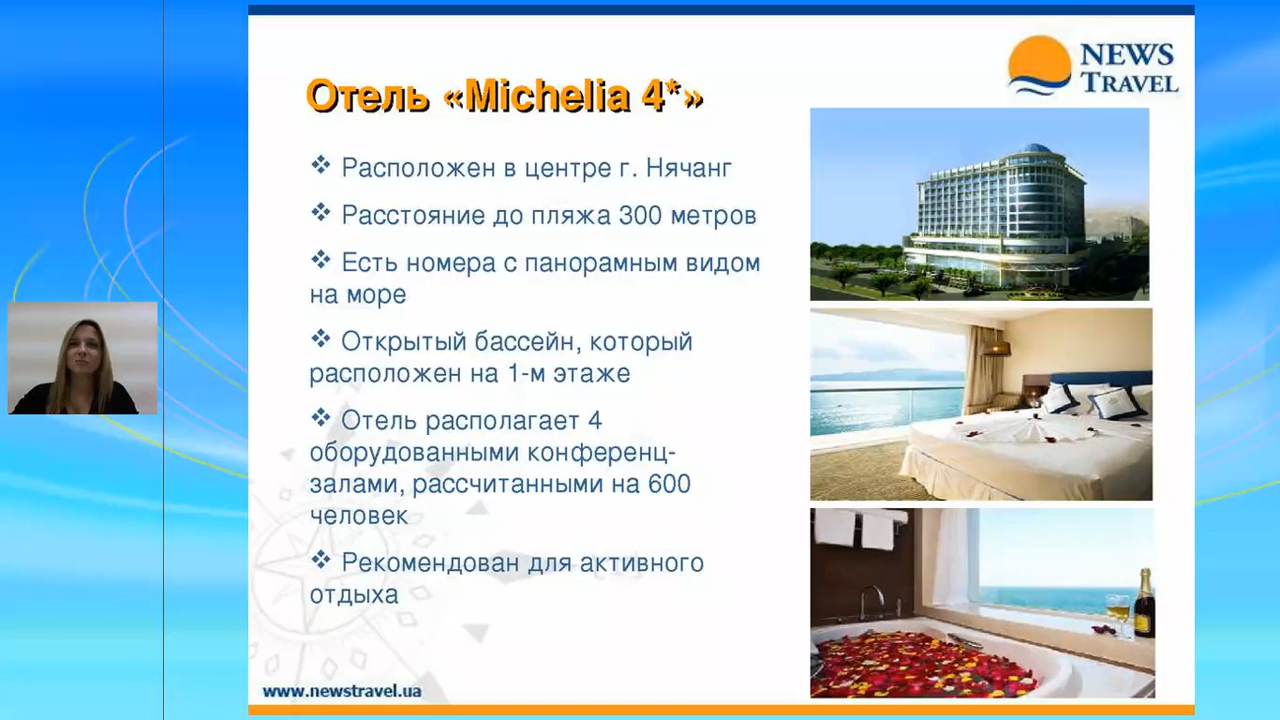 NEWS
TRAVEL
Отель «Michelia 4*»
❖ Расположен в центре г. Нячанг
❖ Расстояние до пляжа 300 метров
❖ Есть номера с панорамным видом
на море
❖ Открытый бассейн, который
расположен на 1-м этаже
❖ Отель располагает 4
оборудованными конференц-
залами, рассчитанными на 600
человек
❖ Рекомендован для активного
отдыха
www.newstravel.ua